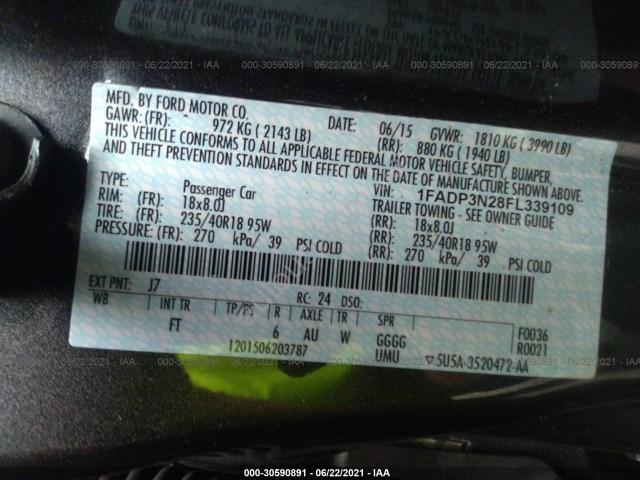 000-30590891 - 06/22/2021 - IAA
MFD. BY FORD MOTOR CO.
DATE: 06/15 GVWR: 1810 KG ( 3990 LB)
GAWR: (FR): 972 KG ( 2143 LB) (RR): 880 KG ( 1940 LB)
THIS VEHICLE CONFORMS TO ALL APPLICABLE FEDERAL MOTOR VEHICLE SAFETY, BUMPER,
AND THEFT PREVENTION STANDARDS IN EFFECT ON THE DATE OF MANUFACTURE SHOWN ABOVE
VIN: 1FADP3N28FL339109
TYPE: Passenger Car TRAILER TOWING - SEE OWNER GUIDE
RIM: (FR): 18x8.0J (RR): 18x8.0J
TIRE: (FR): 235/40R18 95W (RR): 235/40R18 95W
PRESSURE: (FR): 270 kPa/ 39 PSI COLD (RR): 270 kPa/ 39 PSI COLD
EXT PNT: J7 RC: 24 DSO:
WB INT TR TP/PS R AXLE TR SPR
FT 6 AU W GGGG F0036
UMU R0021
1201506203787 5U5A-3520472-AA
000-30590891 - 06/22/2021 - IAA
000-30590891 - 06/22/2021 - IAA